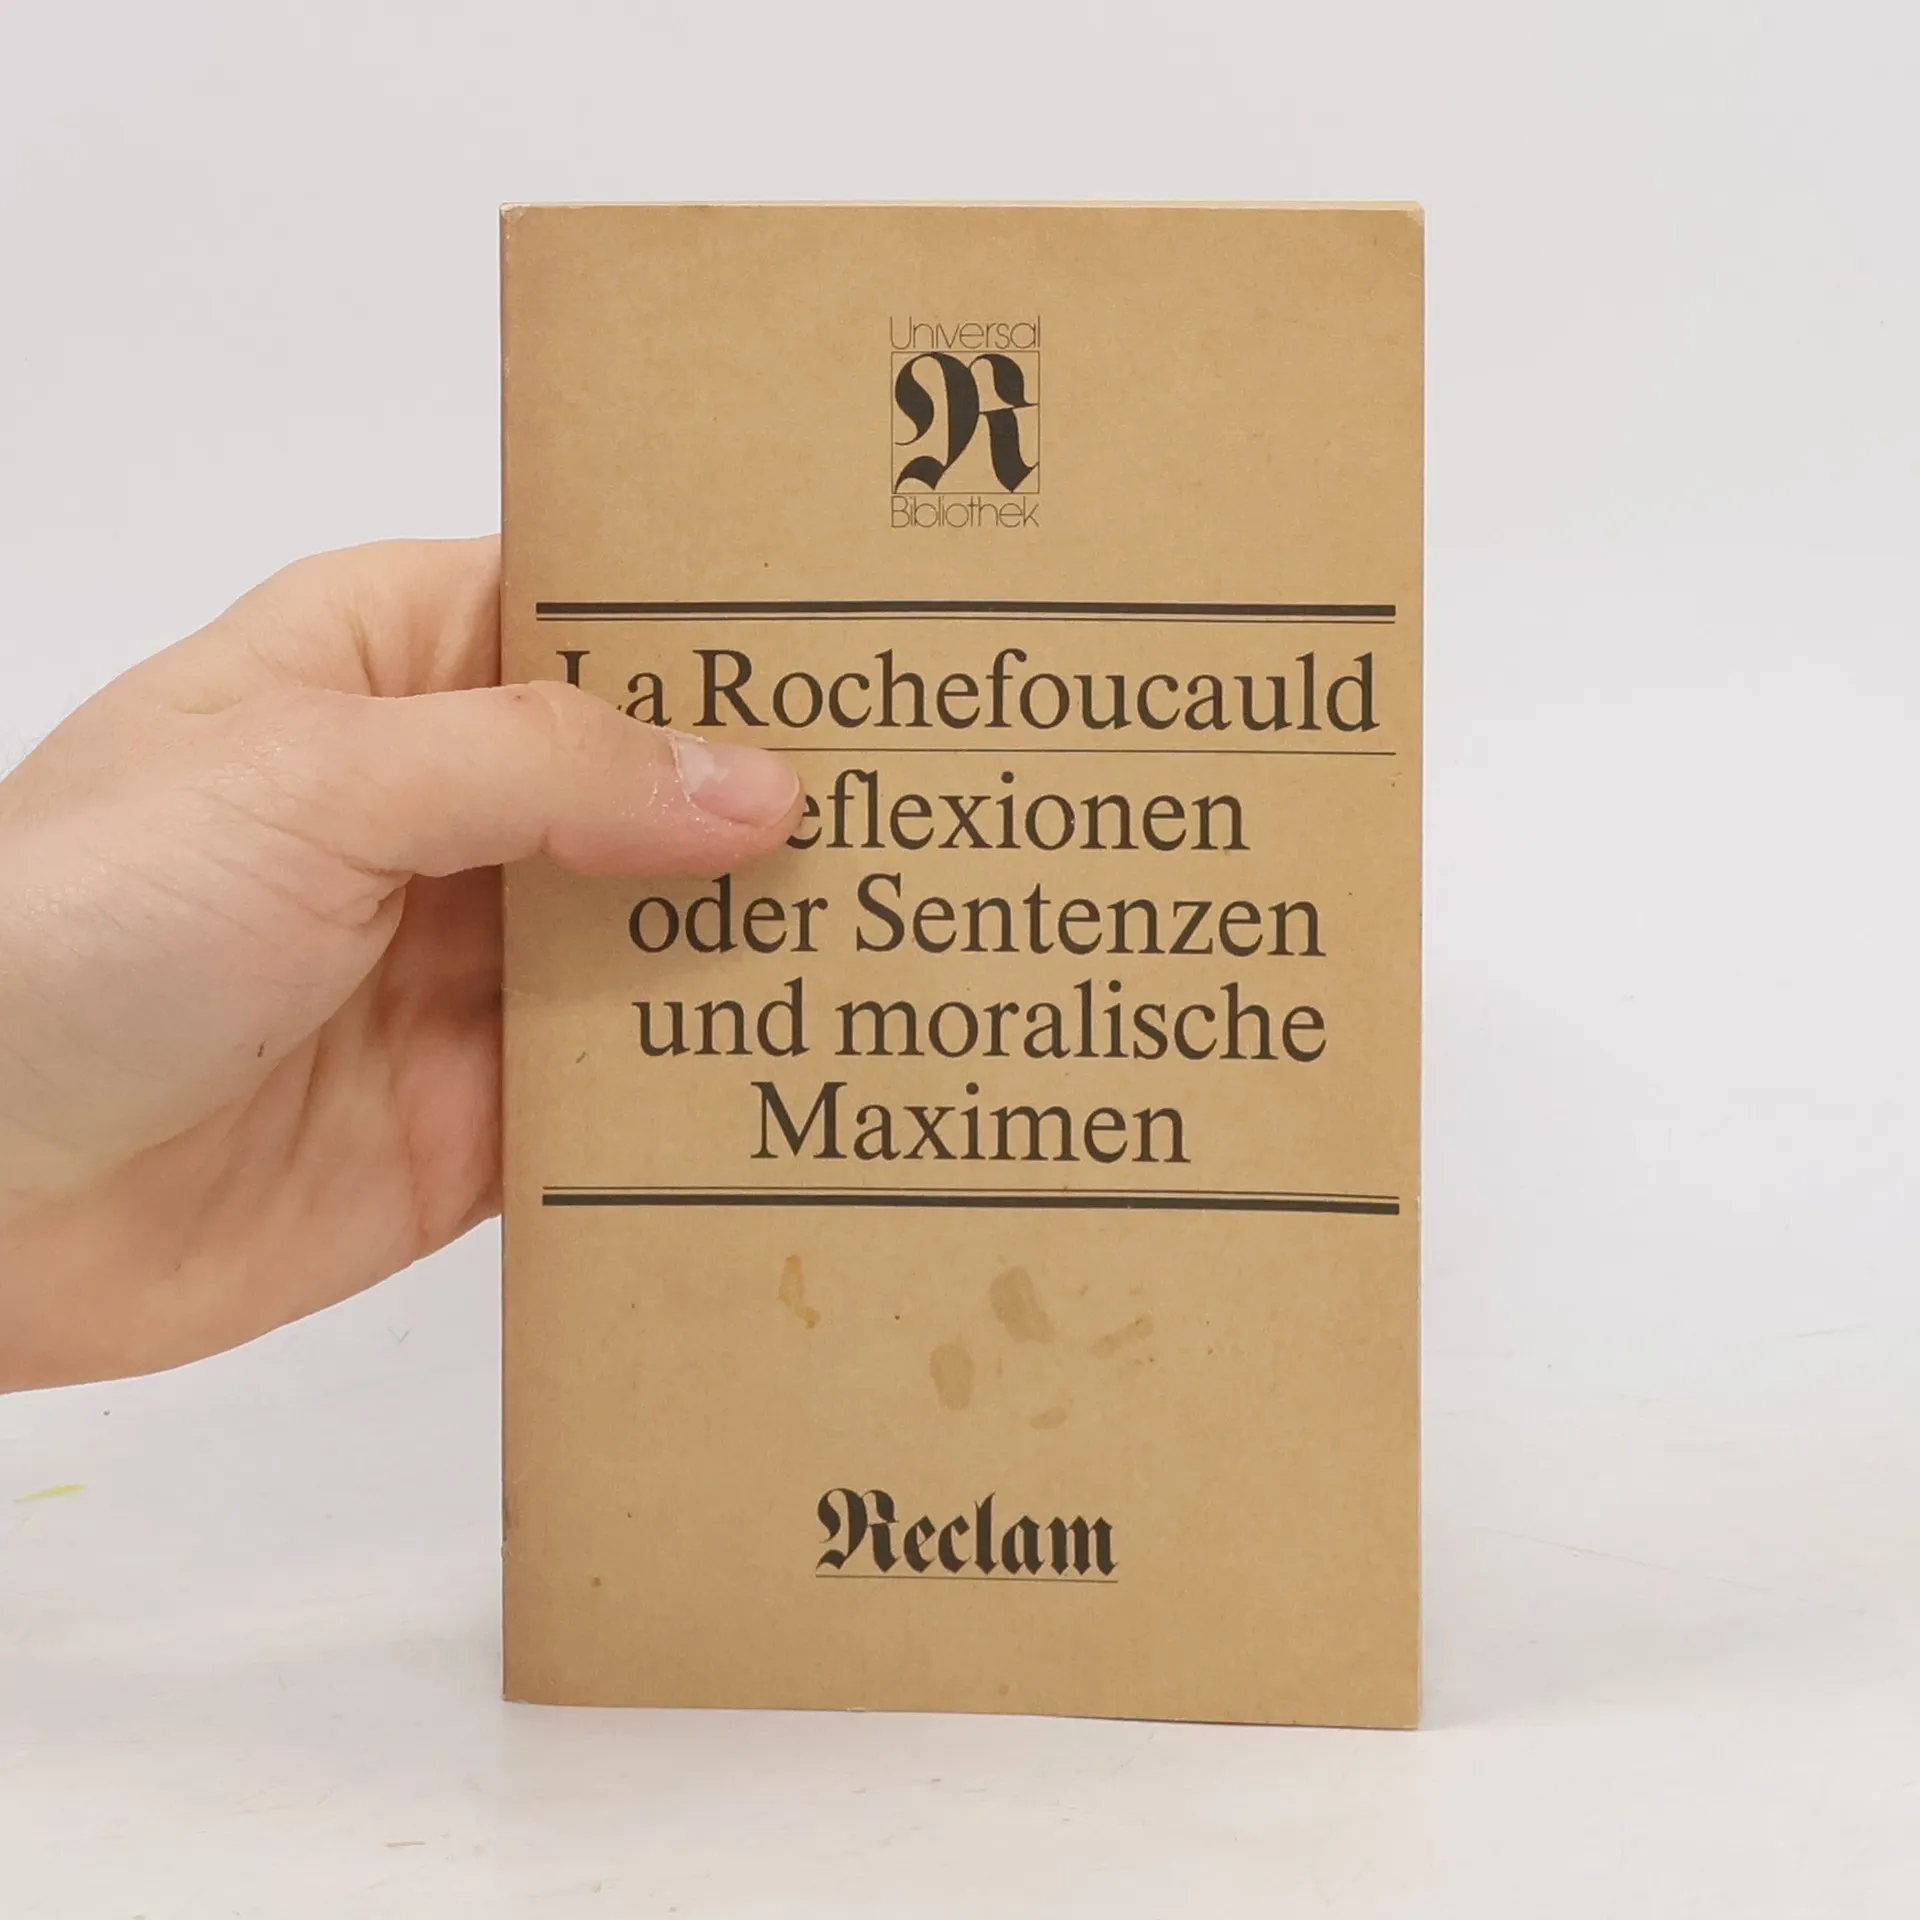 Universal
R
Bibliothek
La Rochefoucauld
eflexionen
oder Sentenzen
und moralische
Maximen
Reclam